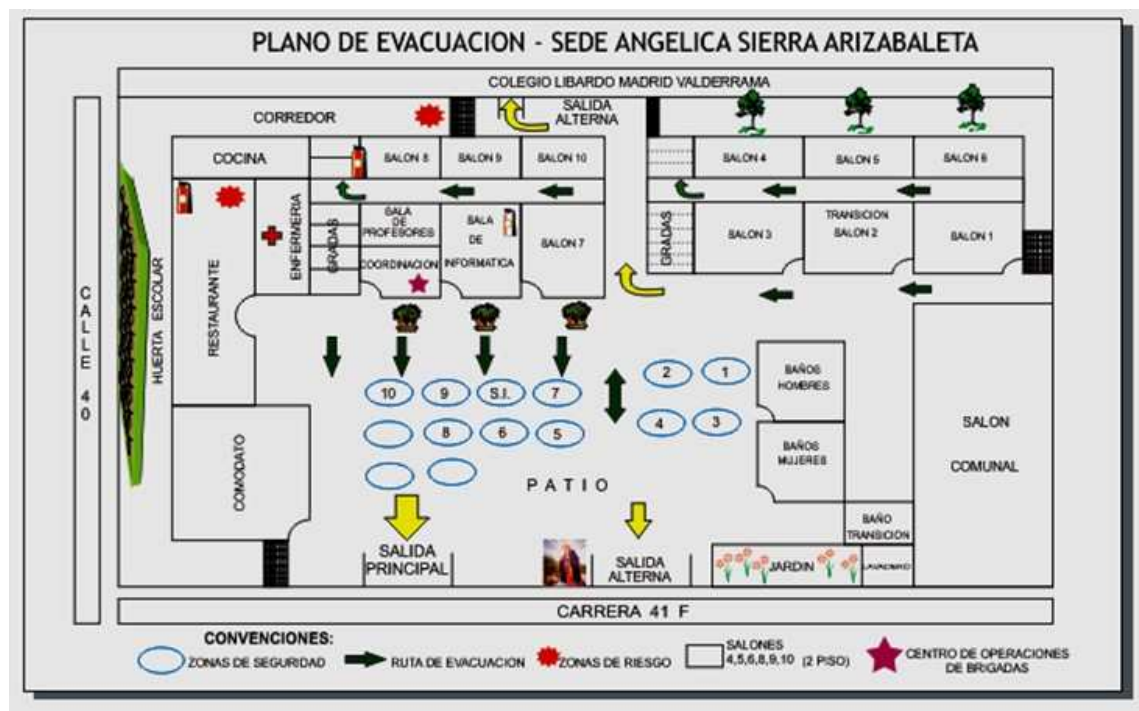 PLANO DE EVACUACION - SEDE ANGELICA SIERRA ARIZABALETA
COLEGIO LIBARDO MADRID VALDERRAMA
CORREDOR
SALIDA
ALTERNA
COCINA
SALON 8
SALON 9
SALON 10
SALON 4
SALON 5
SALON 6
ENFERMERIA
GRADAS
SALA
DE
PROFESORES
COORDINACION
SALA
DE
INFORMATICA
SALON 7
GRADAS
SALON 3
TRANSICION
SALON 2
SALON 1
CALLE 40
HUERTA ESCOLAR
RESTAURANTE
COMODATO
10
9
S.I.
7
8
6
5
2
1
4
3
BAÑOS
HOMBRES
BAÑOS
MUJERES
SALON
COMUNAL
PATIO
BAÑO
TRANSICION
SALIDA
PRINCIPAL
SALIDA
ALTERNA
JARDIN
LAVADERO
CARRERA 41 F
CONVENCIONES:
ZONAS DE SEGURIDAD
RUTA DE EVACUACION
ZONAS DE RIESGO
SALONES
4,5,6,8,9,10 (2 PISO)
CENTRO DE OPERACIONES
DE BRIGADAS